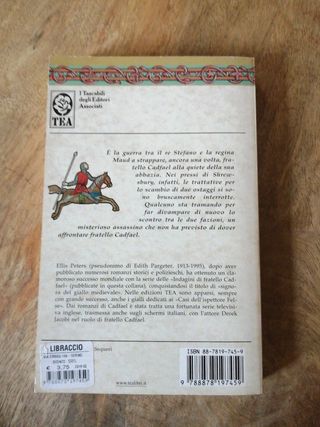 I Tascabili
degli Editori
Associati
TEA
È la guerra tra il re Stefano e la regina
Maud a strappare, ancora una volta, fra-
tello Cadfael alla quiete della sua
abbazia. Nei pressi di Shrew-
sbury, infatti, le trattative per
lo scambio di due ostaggi si so-
no bruscamente interrotte.
Qualcuno sta tramando per
far divampare di nuovo lo
scontro tra le due fazioni, un
misterioso assassino che non ha previsto di dover
affrontare fratello Cadfael.
Ellis Peters (pseudonimo di Edith Pargeter, 1913-1995), dopo aver
pubblicato numerosi romanzi storici e polizieschi, ha ottenuto un cla-
moroso successo mondiale con la serie delle «Indagini di fratello Cad-
fael» (pubblicate in questa collana), conquistandosi il titolo di «signo-
ra del giallo medievale». Nelle edizioni TEA sono apparsi, sempre
con grande successo, anche i gialli dedicati ai «Casi dell'ispettore Fel-
se». Dai romanzi di Cadfael è stata tratta una fortunata serie televisi-
va inglese, trasmessa anche sugli schermi italiani, con l'attore Derek
Jacobi nel ruolo di fratello Cadfael.
LIBRACCIO
€ 3,75
www.tealibri.it
ISBN 88-7819-745-9
9 788878 197459